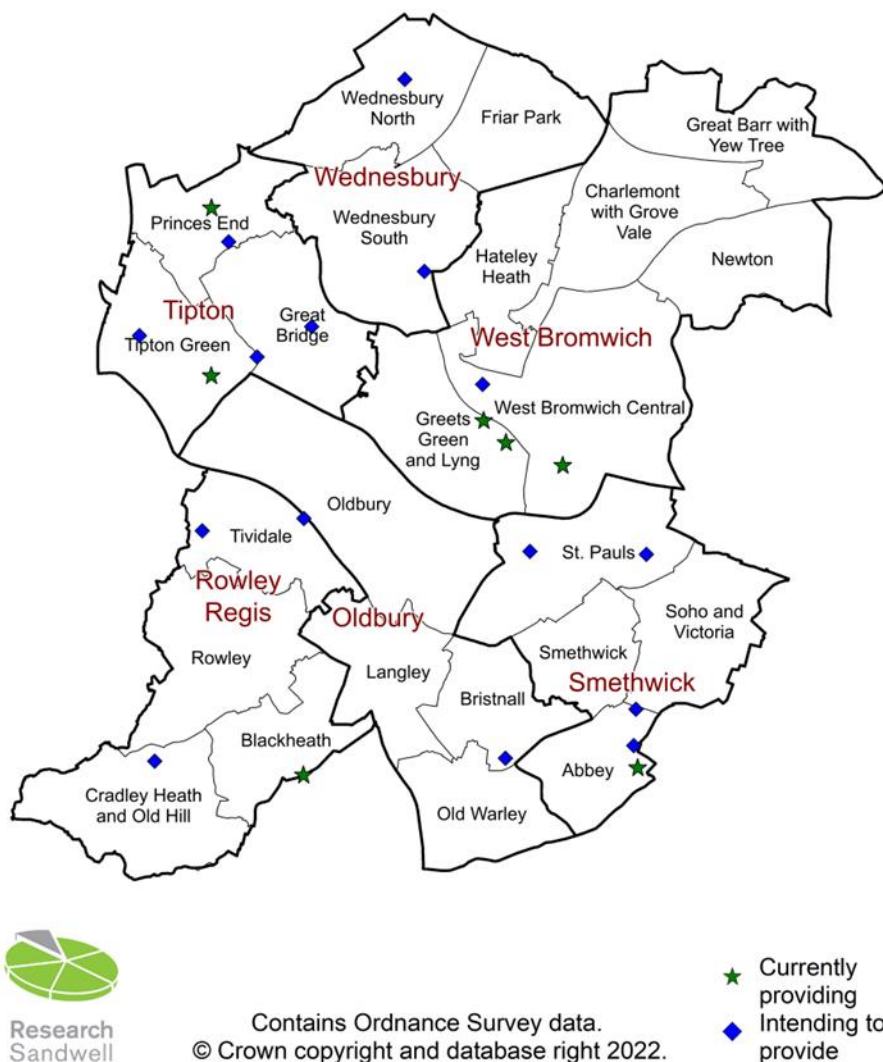 Wednesbury
North
Friar Park
Great Barr with
Yew Tree
Wednesbury
Charlemont
with Grove
Vale
Princes End
Wednesbury
South
Hateley
Heath
Newton
Tipton
Great
Bridge
Tipton Green
West Bromwich
West Bromwich Central
Greets
Green
and Lyng
Oldbury
Tividale
St. Pauls
Rowley
Regis
Oldbury
Soho and
Victoria
Smethwick
Rowley
Langley
Smethwick
Bristnall
Blackheath
Abbey
Cradley Heath
and Old Hill
Old Warley
Research
Sandwell
Contains Ordnance Survey data.
© Crown copyright and database right 2022.
Currently
providing
Intending to
provide